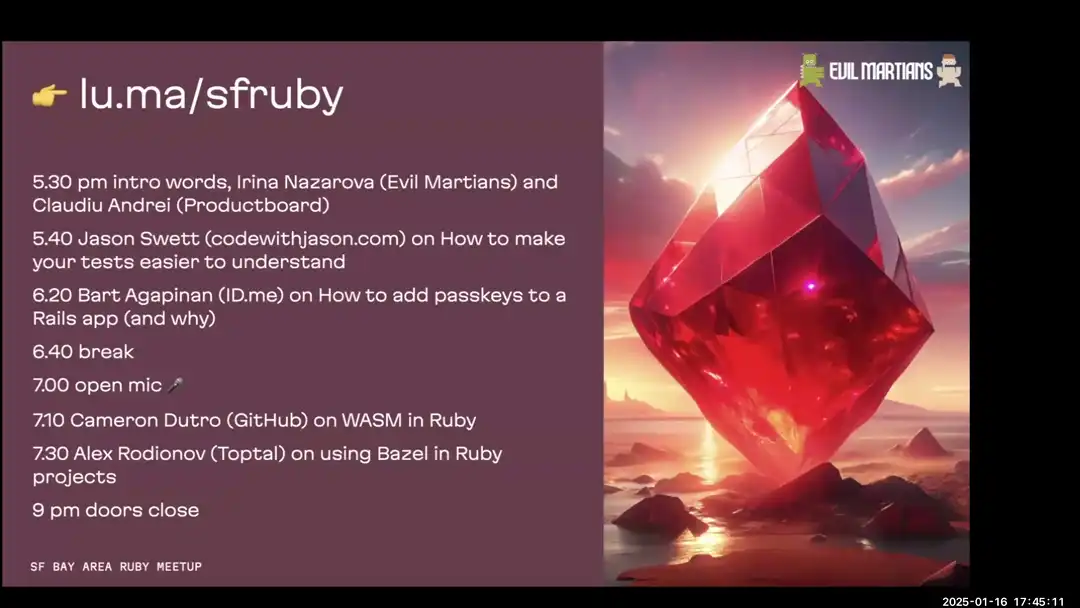 👉 lu.ma/sfruby
EVIL MARTIANS
5.30 pm intro words, Irina Nazarova (Evil Martians) and
Claudiu Andrei (Productboard)
5.40 Jason Swett (codewithjason.com) on How to make
your tests easier to understand
6.20 Bart Agapinan (ID.me) on How to add passkeys to a
Rails app (and why)
6.40 break
7.00 open mic 🎤
7.10 Cameron Dutro (GitHub) on WASM in Ruby
7.30 Alex Rodionov (Toptal) on using Bazel in Ruby
projects
9 pm doors close
SF BAY AREA RUBY MEETUP
2025-01-16 17:45:11